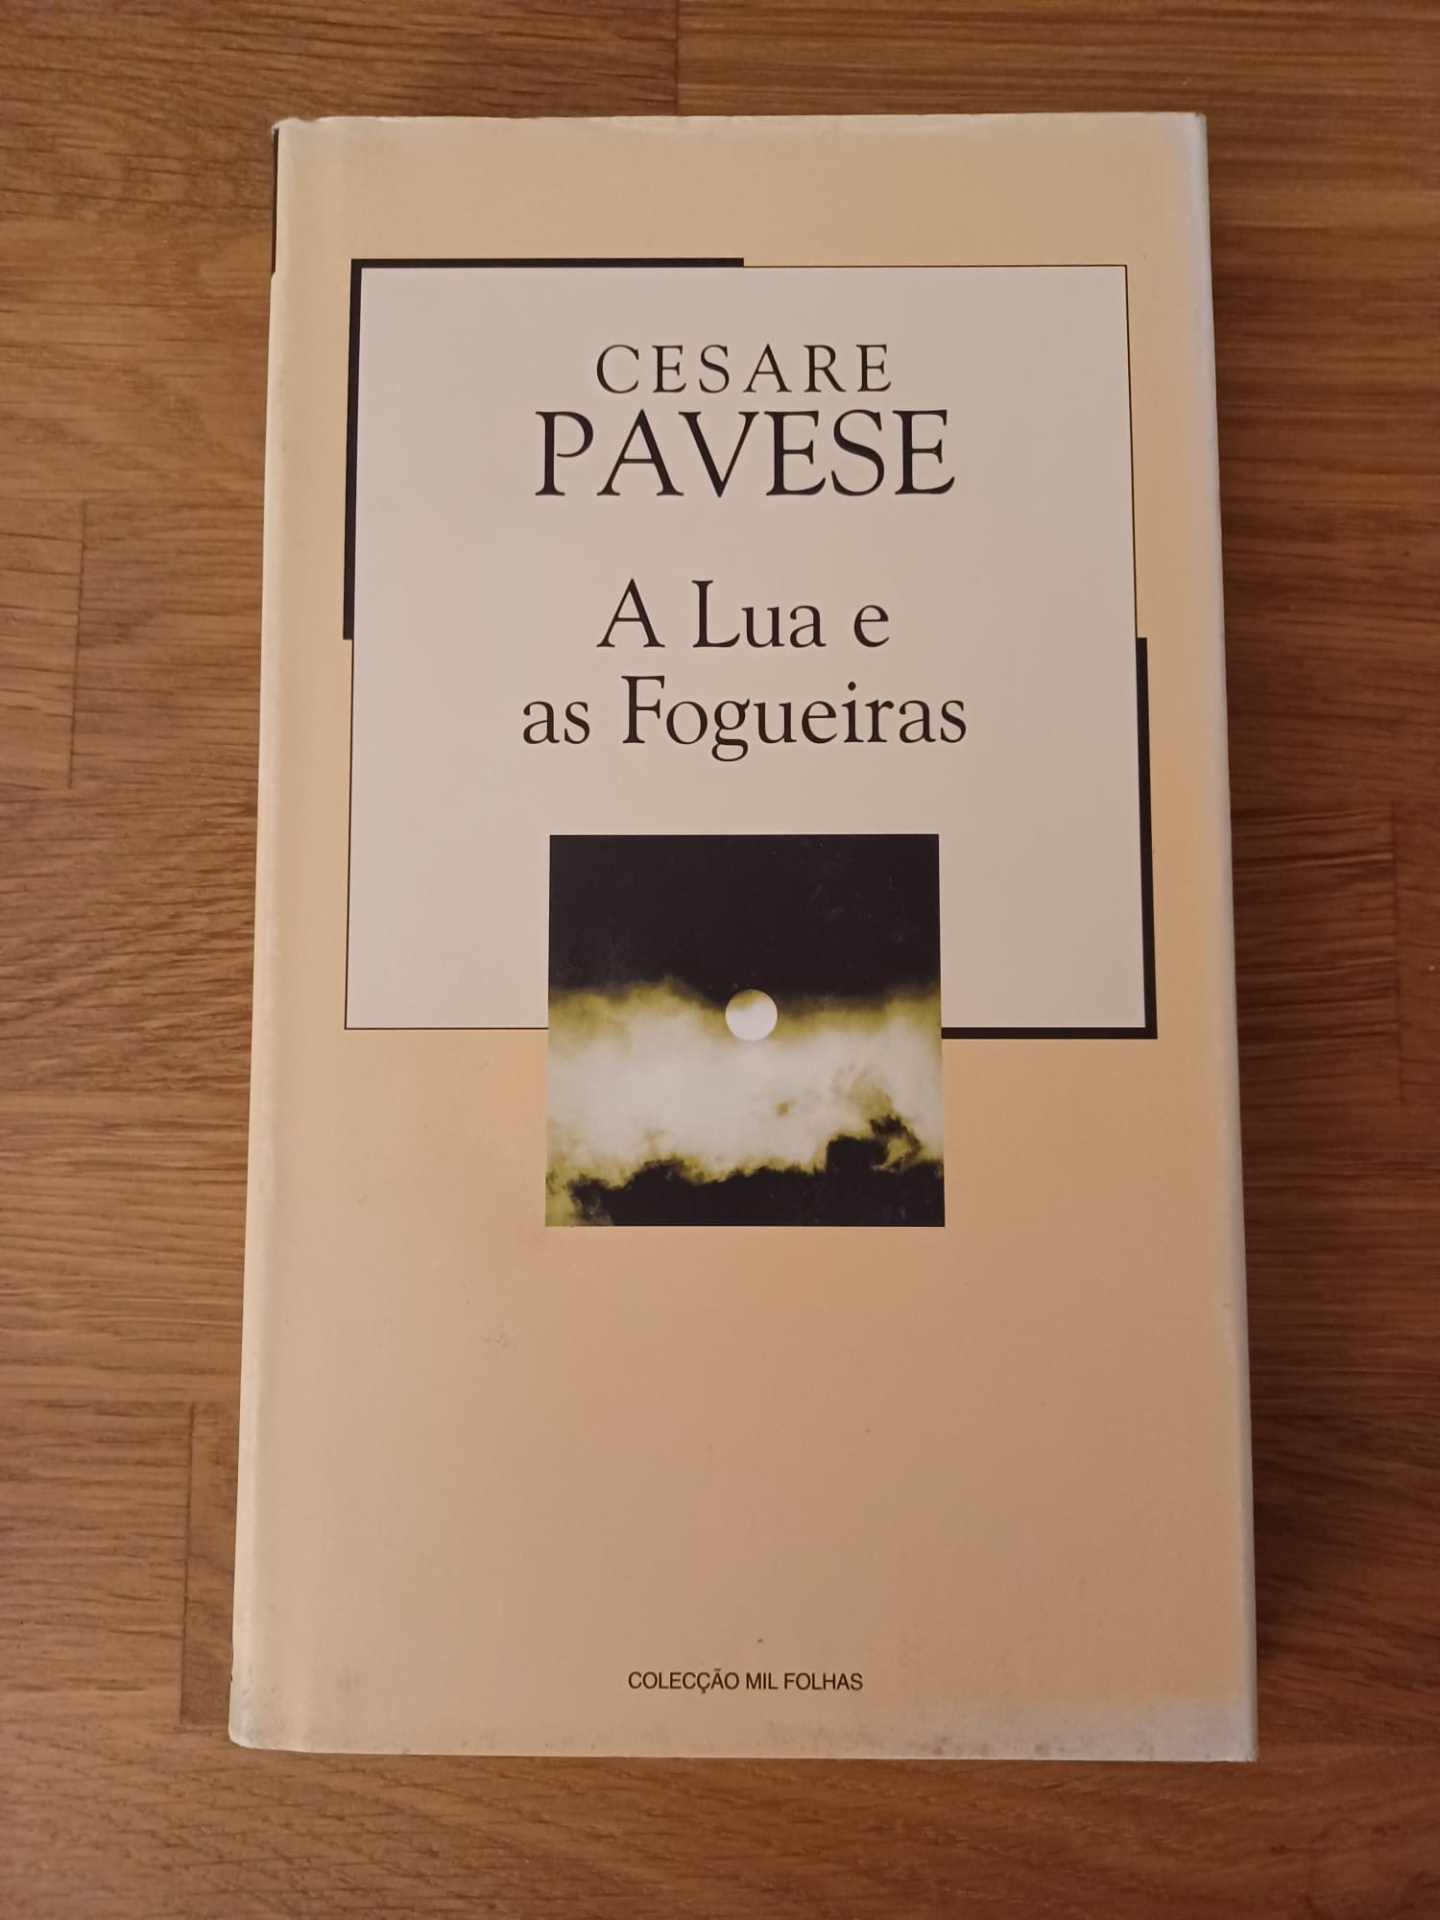 CESARE
PAVESE
A Lua e
as Fogueiras
COLECÇÃO MIL FOLHAS